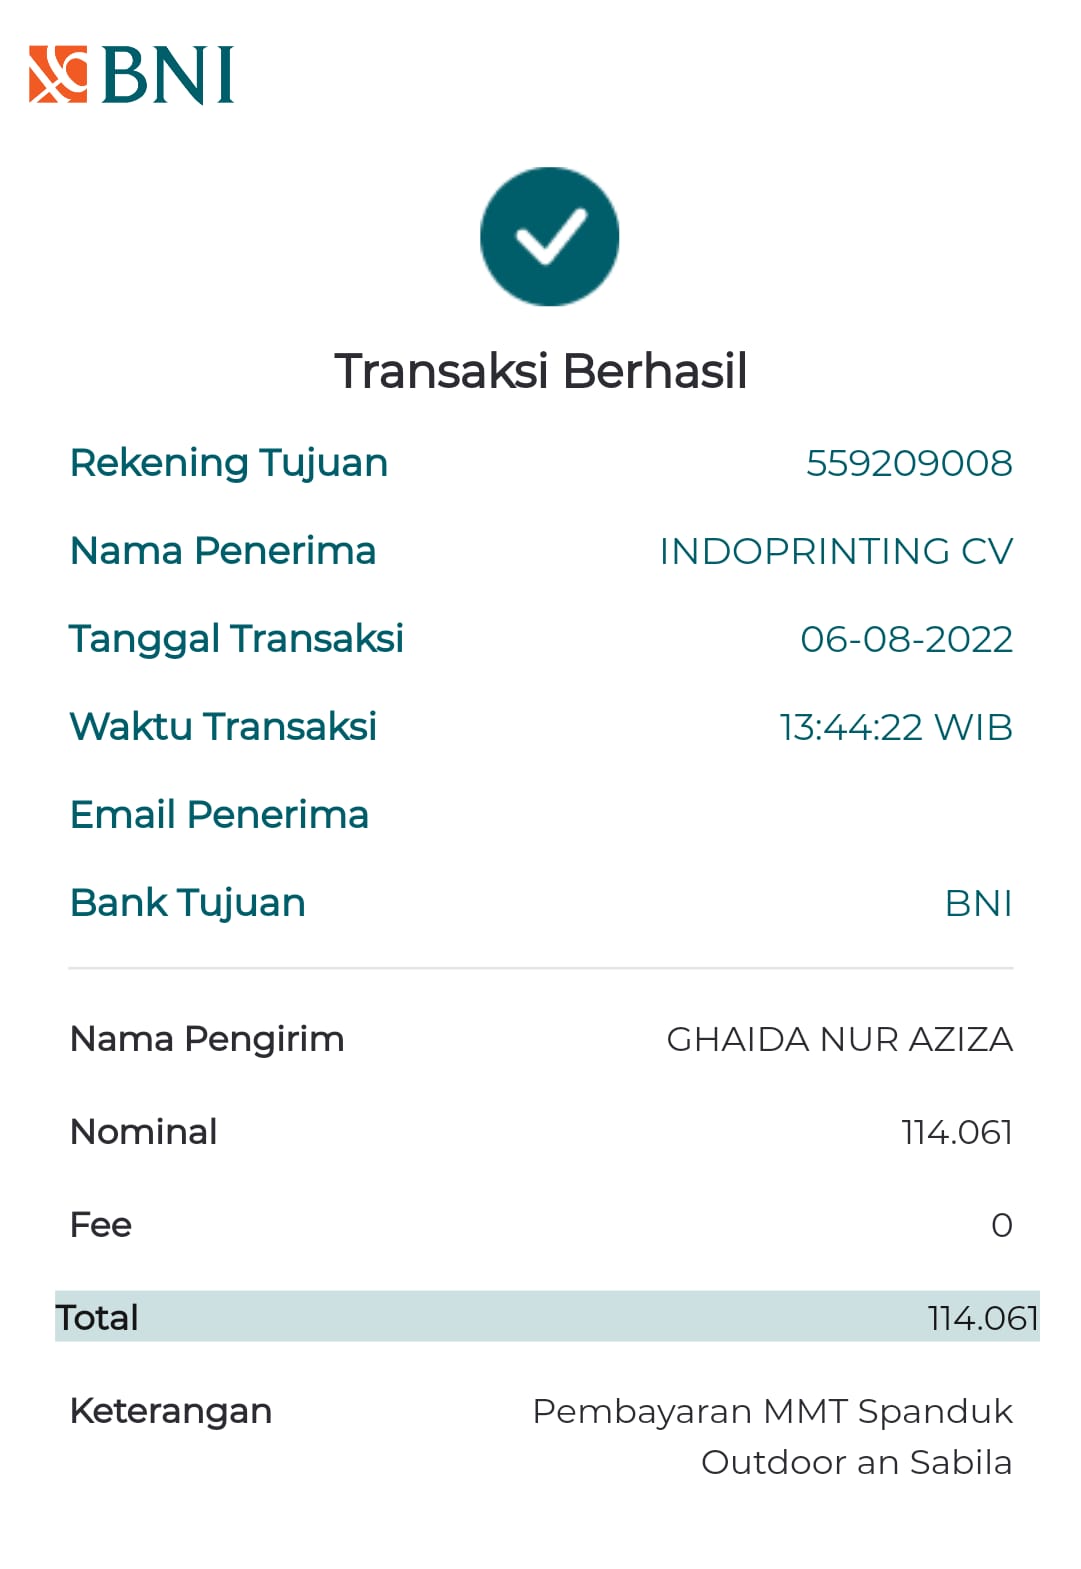 BNI
Transaksi Berhasil
Rekening Tujuan 559209008
Nama Penerima INDOPRINTING CV
Tanggal Transaksi 06-08-2022
Waktu Transaksi 13:44:22 WIB
Email Penerima
Bank Tujuan BNI
Nama Pengirim GHAIDA NUR AZIZA
Nominal 114.061
Fee 0
Total 114.061
Keterangan Pembayaran MMT Spanduk
Outdoor an Sabila